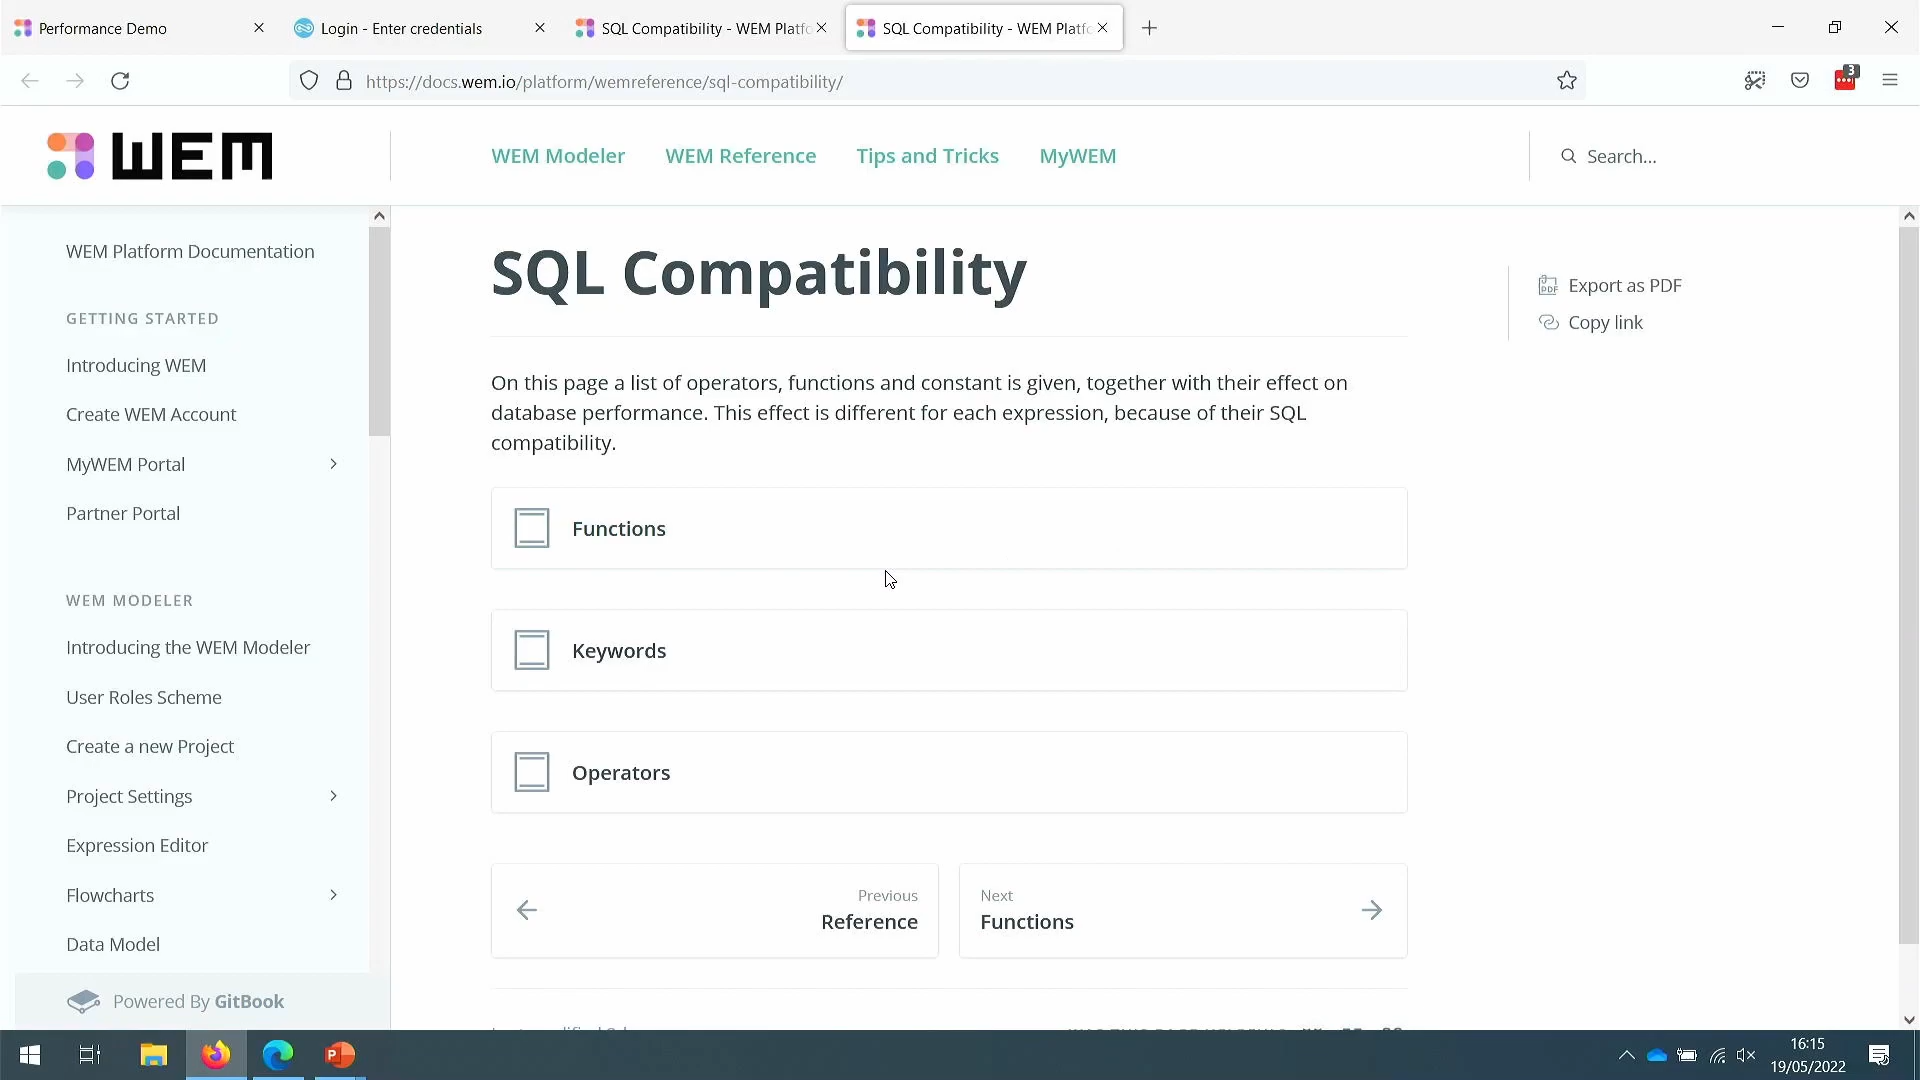 Performance Demo
Login - Enter credentials
SQL Compatibility - WEM Platfo
SQL Compatibility - WEM Platfo
https://docs.wem.io/platform/wemreference/sql-compatibility/
3
WEM
WEM Modeler
WEM Reference
Tips and Tricks
MyWEM
Search...
WEM Platform Documentation
GETTING STARTED
Introducing WEM
Create WEM Account
MyWEM Portal
Partner Portal
WEM MODELER
Introducing the WEM Modeler
User Roles Scheme
Create a new Project
Project Settings
Expression Editor
Flowcharts
Data Model
Powered By GitBook
SQL Compatibility
On this page a list of operators, functions and constant is given, together with their effect on
database performance. This effect is different for each expression, because of their SQL
compatibility.
Functions
Keywords
Operators
Previous
Reference
Next
Functions
PDF
Export as PDF
Copy link
16:15
19/05/2022